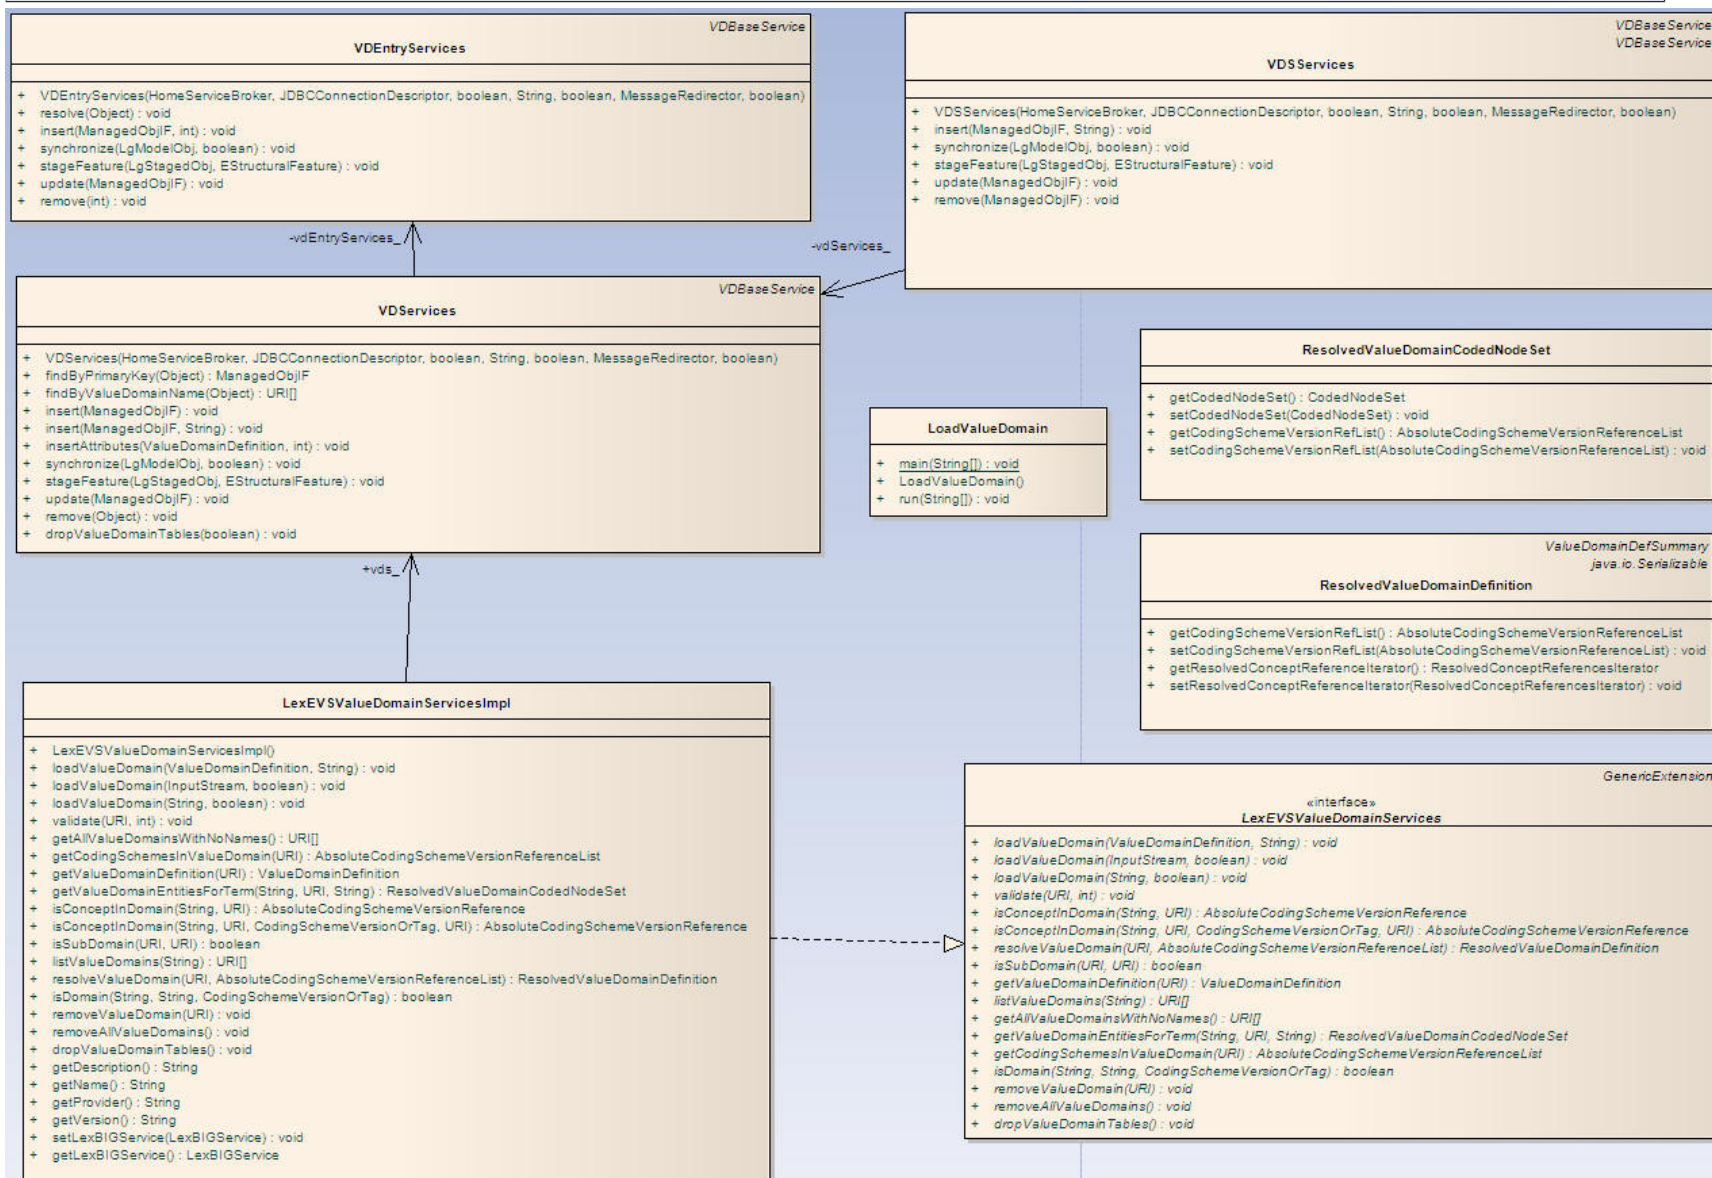 VDBaseService
VDEntryServices
+ VDEntryServices(HomeServiceBroker, JDBCConnectionDescriptor, boolean, String, boolean, MessageRedirector, boolean)
+ resolve(Object) : void
+ insert(ManagedObjIF, int) : void
+ synchronize(LgModelObj, boolean) : void
+ stageFeature(LgStagedObj, EStructuralFeature) : void
+ update(ManagedObjIF) : void
+ remove(int) : void
VDBaseService
VDBaseService
VDSServices
+ VDSServices(HomeServiceBroker, JDBCConnectionDescriptor, boolean, String, boolean, MessageRedirector, boolean)
+ insert(ManagedObjIF, String) : void
+ synchronize(LgModelObj, boolean) : void
+ stageFeature(LgStagedObj, EStructuralFeature) : void
+ update(ManagedObjIF) : void
+ remove(ManagedObjIF) : void
-vdEntryServices_
-vdServices_
VDBaseService
VDServices
+ VDServices(HomeServiceBroker, JDBCConnectionDescriptor, boolean, String, boolean, MessageRedirector, boolean)
+ findByPrimaryKey(Object) : ManagedObjIF
+ findByValueDomainName(Object) : URI[]
+ insert(ManagedObjIF) : void
+ insert(ManagedObjIF, String) : void
+ insertAttributes(ValueDomainDefinition, int) : void
+ synchronize(LgModelObj, boolean) : void
+ stageFeature(LgStagedObj, EStructuralFeature) : void
+ update(ManagedObjIF) : void
+ remove(Object) : void
+ dropValueDomainTables(boolean) : void
LoadValueDomain
+ main(String[]) : void
+ LoadValueDomain()
+ run(String[]) : void
ResolvedValueDomainCodedNodeSet
+ getCodedNodeSet() : CodedNodeSet
+ setCodedNodeSet(CodedNodeSet) : void
+ getCodingSchemeVersionRefList() : AbsoluteCodingSchemeVersionReferenceList
+ setCodingSchemeVersionRefList(AbsoluteCodingSchemeVersionReferenceList) : void
ValueDomainDefSummary
java.io.Serializable
ResolvedValueDomainDefinition
+ getCodingSchemeVersionRefList() : AbsoluteCodingSchemeVersionReferenceList
+ setCodingSchemeVersionRefList(AbsoluteCodingSchemeVersionReferenceList) : void
+ getResolvedConceptReferenceIterator() : ResolvedConceptReferencesIterator
+ setResolvedConceptReferenceIterator(ResolvedConceptReferencesIterator) : void
+vds_
LexEVSValueDomainServicesImpl
+ LexEVSValueDomainServicesImpl()
+ loadValueDomain(ValueDomainDefinition, String) : void
+ loadValueDomain(InputStream, boolean) : void
+ loadValueDomain(String, boolean) : void
+ validate(URI, int) : void
+ getAllValueDomainsWithNoNames() : URI[]
+ getCodingSchemesInValueDomain(URI) : AbsoluteCodingSchemeVersionReferenceList
+ getValueDomainDefinition(URI) : ValueDomainDefinition
+ getValueDomainEntitiesForTerm(String, URI, String) : ResolvedValueDomainCodedNodeSet
+ isConceptInDomain(String, URI) : AbsoluteCodingSchemeVersionReference
+ isConceptInDomain(String, URI, CodingSchemeVersionOrTag, URI) : AbsoluteCodingSchemeVersionReference
+ isSubDomain(URI, URI) : boolean
+ listValueDomains(String) : URI[]
+ resolveValueDomain(URI, AbsoluteCodingSchemeVersionReferenceList) : ResolvedValueDomainDefinition
+ isDomain(String, String, CodingSchemeVersionOrTag) : boolean
+ removeValueDomain(URI) : void
+ removeAllValueDomains() : void
+ dropValueDomainTables() : void
+ getDescription() : String
+ getName() : String
+ getProvider() : String
+ getVersion() : String
+ setLexBIGService(LexBIGService) : void
+ getLexBIGService() : LexBIGService
GenericExtension
«interface»
LexEVSValueDomainServices
+ loadValueDomain(ValueDomainDefinition, String) : void
+ loadValueDomain(InputStream, boolean) : void
+ loadValueDomain(String, boolean) : void
+ validate(URI, int) : void
+ isConceptInDomain(String, URI) : AbsoluteCodingSchemeVersionReference
+ isConceptInDomain(String, URI, CodingSchemeVersionOrTag, URI) : AbsoluteCodingSchemeVersionReference
+ resolveValueDomain(URI, AbsoluteCodingSchemeVersionReferenceList) : ResolvedValueDomainDefinition
+ isSubDomain(URI, URI) : boolean
+ getValueDomainDefinition(URI) : ValueDomainDefinition
+ listValueDomains(String) : URI[]
+ getAllValueDomainsWithNoNames() : URI[]
+ getValueDomainEntitiesForTerm(String, URI, String) : ResolvedValueDomainCodedNodeSet
+ getCodingSchemesInValueDomain(URI) : AbsoluteCodingSchemeVersionReferenceList
+ isDomain(String, String, CodingSchemeVersionOrTag) : boolean
+ removeValueDomain(URI) : void
+ removeAllValueDomains() : void
+ dropValueDomainTables() : void